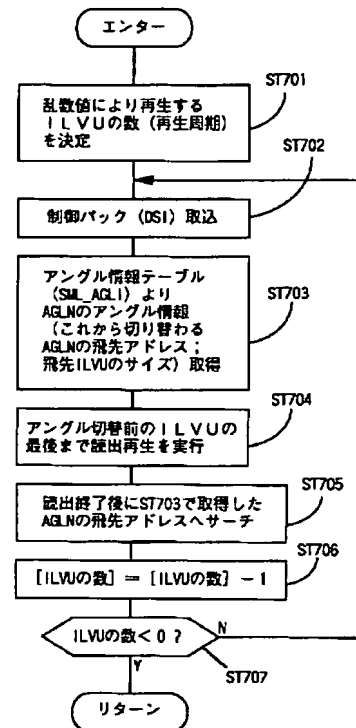 エンター
ST701
乱数値により再生する
ILVUの数（再生周期）
を決定
ST702
制御パック（DSI）取込
アングル情報テーブル
（SML_AGLI）より
AGLNのアングル情報
（これから切り替わる
AGLNの飛先アドレス；
飛先ILVUのサイズ）取得
ST703
ST704
アングル切替前のILVUの
最後まで読出再生を実行
ST705
読出終了後にST703で取得した
AGLNの飛先アドレスへサーチ
ST706
[ILVUの数］＝［ILVUの数］－1
ILVUの数＜0？
N
Y
ST707
リターン